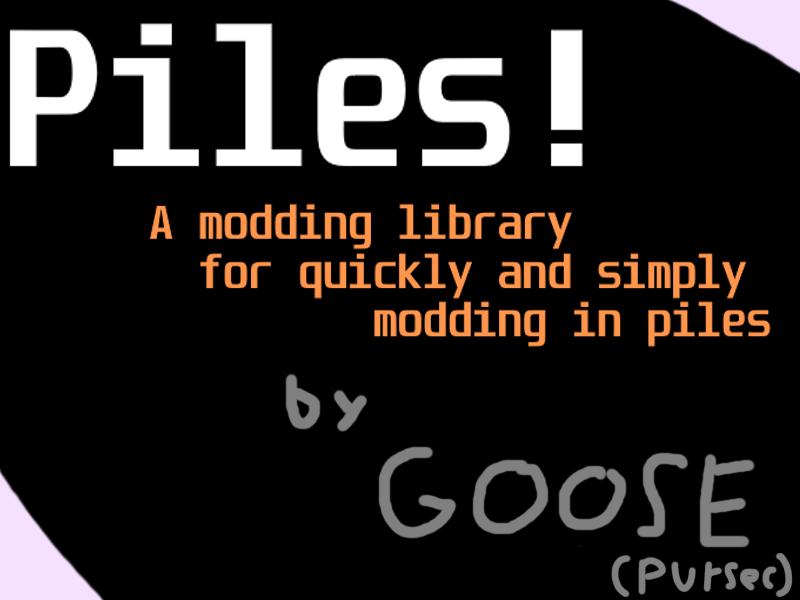 Piles!
A modding library
for quickly and simply
modding in piles
by
GOOSE
(Pursec)